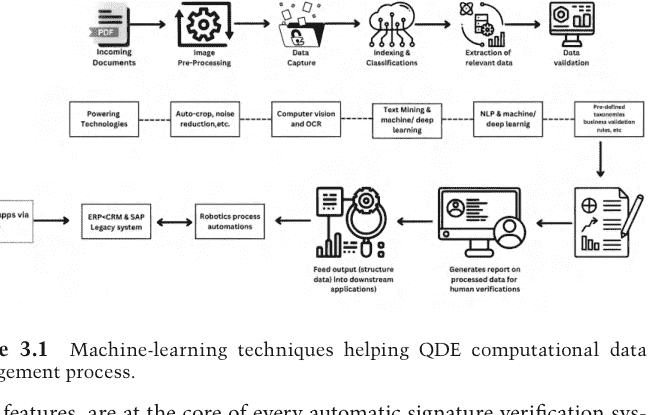 PDF
Incoming
Documents
Image
Pre-Processing
Data
Capture
Indexing &
Classifications
Extraction of
relevant data
Data
validation
Powering
Technologies
Auto-crop, noise
reduction,etc.
Computer vision
and OCR
Text Mining &
machine/ deep
learning
NLP & machine/
deep learnig
Pre-defined
taxonomies
business validation
rules, etc
apps via
ERP<CRM & SAP
Legacy system
Robotics process
automations
Feed output (structure
data) into downstream
applications)
Generates report on
processed data for
human verifications
e 3.1 Machine-learning techniques helping QDE computational data
gement process.
features, are at the core of every automatic signature verification sys-